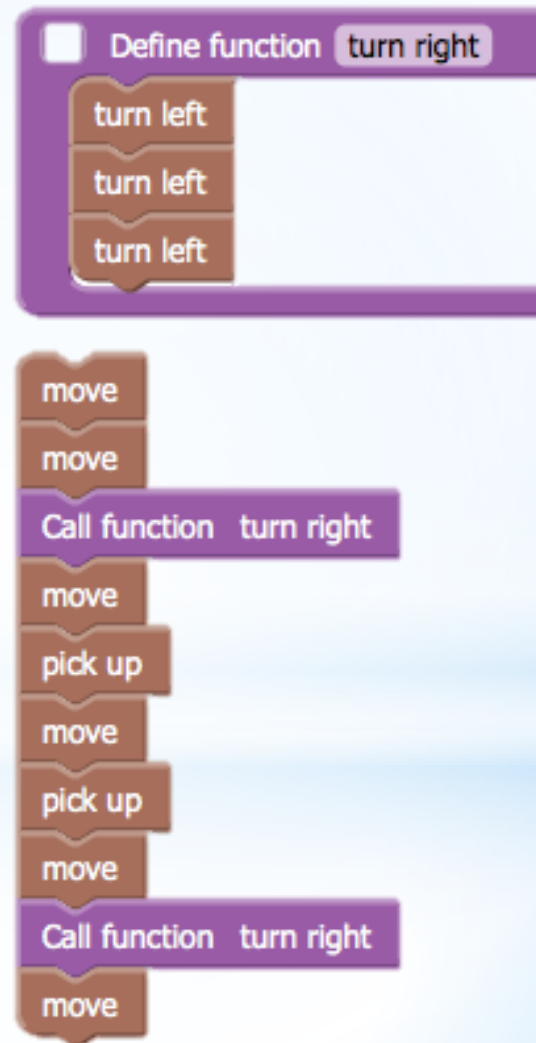 Define function turn right
turn left
turn left
turn left
move
move
Call function turn right
move
pick up
move
pick up
move
Call function turn right
move